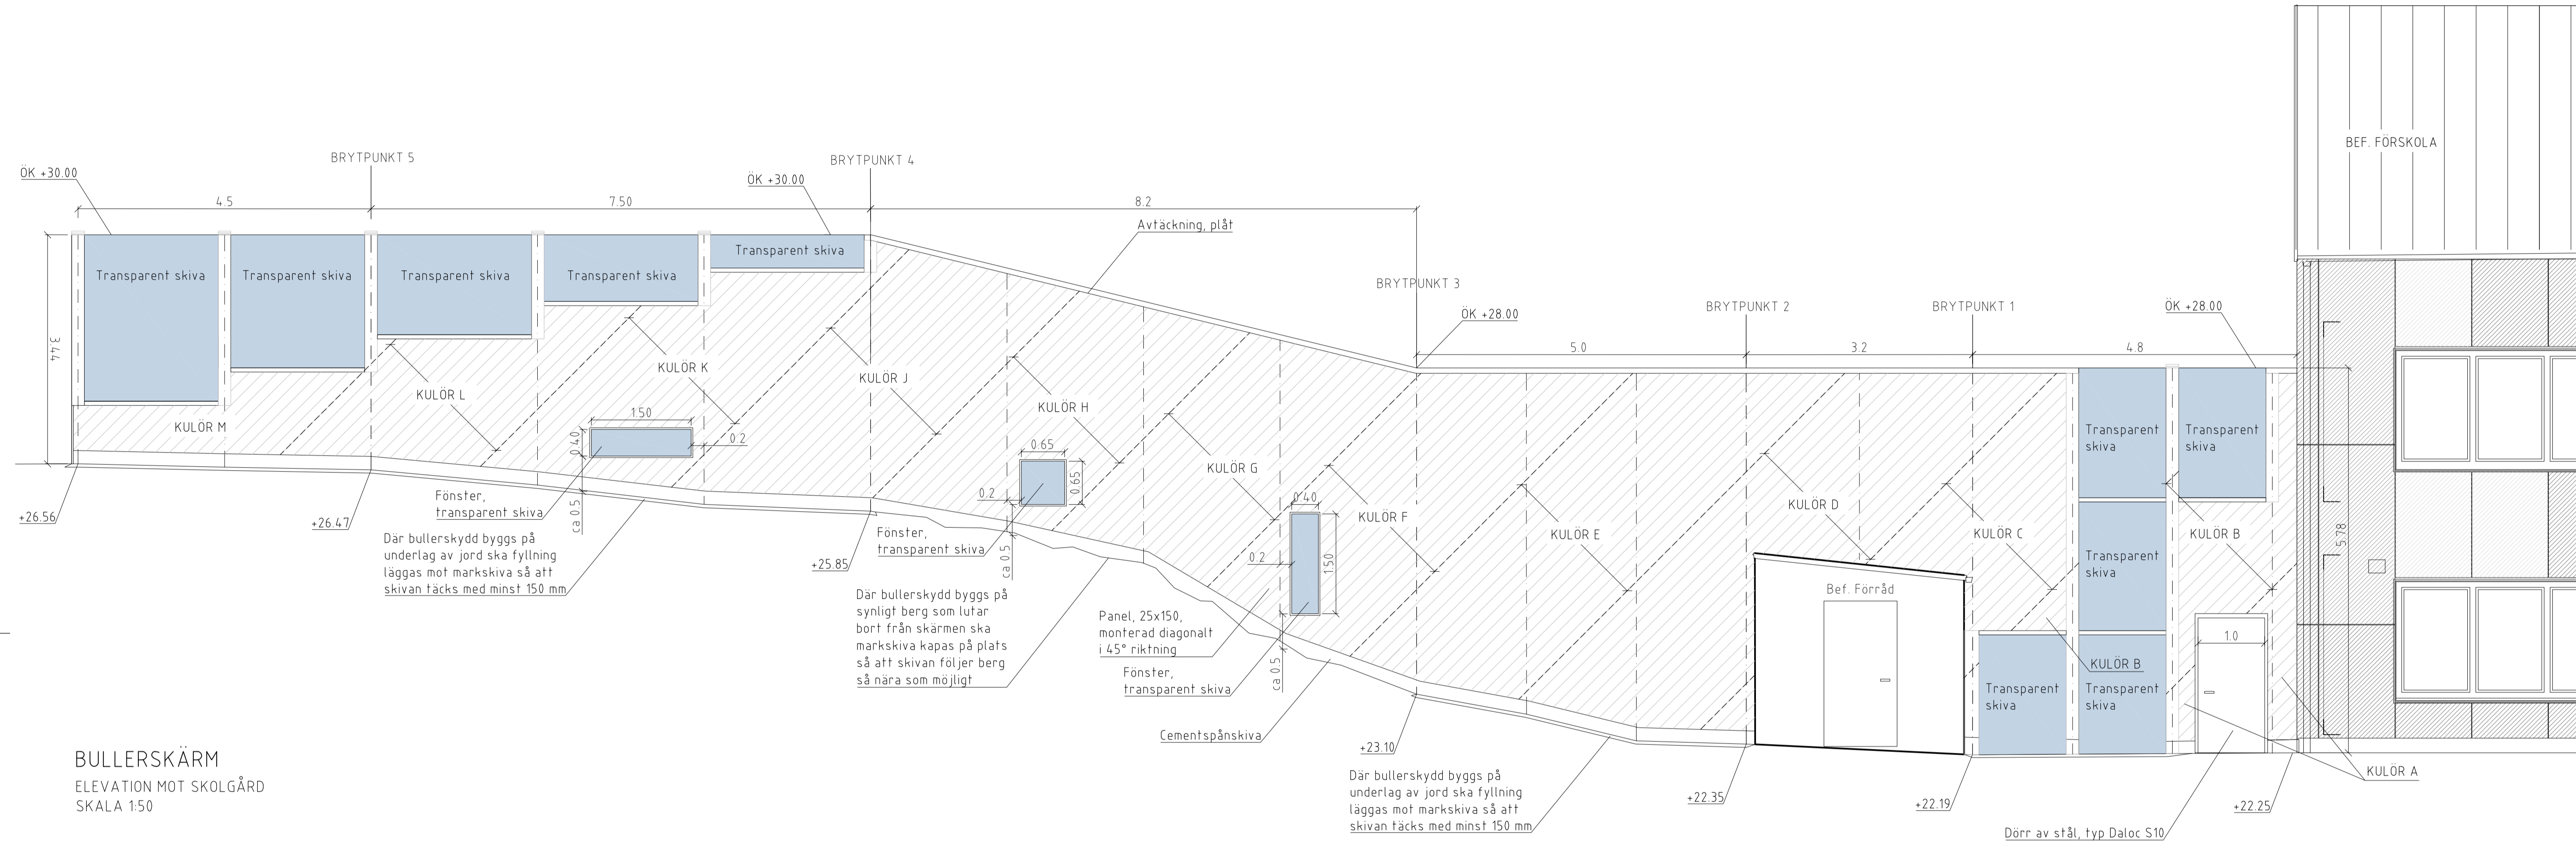 BEF. FÖRSKOLA
BRYTPUNKT 5
BRYTPUNKT 4
ÖK +30.00
ÖK +30.00
4.5
7.50
8.2
Avtäckning, plåt
Transparent skiva
Transparent skiva
Transparent skiva
Transparent skiva
Transparent skiva
BRYTPUNKT 3
ÖK +28.00
BRYTPUNKT 2
BRYTPUNKT 1
ÖK +28.00
5.0
3.2
4.8
3.44
KULÖR M
KULÖR L
KULÖR K
KULÖR J
KULÖR H
KULÖR G
KULÖR F
KULÖR E
KULÖR D
KULÖR C
KULÖR B
1.50
0.40
0.2
ca 0.5
0.65
0.65
0.2
ca 0.5
0.40
1.50
0.2
ca 0.5
Transparent
skiva
Transparent
skiva
Transparent
skiva
Transparent
skiva
Transparent
skiva
5.78
1.0
KULÖR B
Bef. Förråd
+26.56
+26.47
Fönster,
transparent skiva
Där bullerskydd byggs på
underlag av jord ska fyllning
läggas mot markskiva så att
skivan täcks med minst 150 mm
+25.85
Fönster,
transparent skiva
Där bullerskydd byggs på
synligt berg som lutar
bort från skärmen ska
markskiva kapas på plats
så att skivan följer berg
så nära som möjligt
Panel, 25x150,
monterad diagonalt
i 45° riktning
Fönster,
transparent skiva
Cementspånskiva
+23.10
Där bullerskydd byggs på
underlag av jord ska fyllning
läggas mot markskiva så att
skivan täcks med minst 150 mm
+22.35
+22.19
+22.25
KULÖR A
Dörr av stål, typ Daloc S10
BULLERSKÄRM
ELEVATION MOT SKOLGÅRD
SKALA 1:50